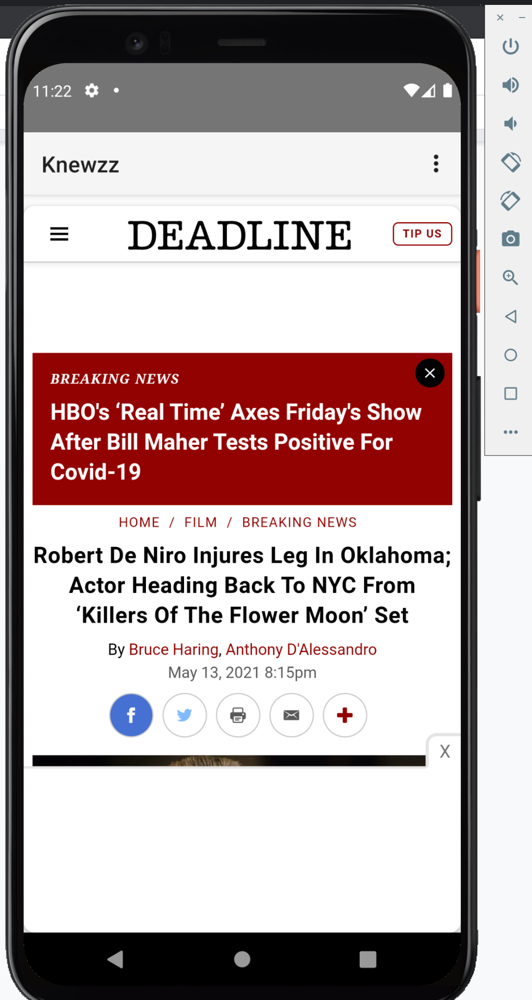 11:22
Knewzz
DEADLINE
TIP US
BREAKING NEWS
HBO's ‘Real Time’ Axes Friday's Show
After Bill Maher Tests Positive For
Covid-19
HOME / FILM / BREAKING NEWS
Robert De Niro Injures Leg In Oklahoma;
Actor Heading Back To NYC From
‘Killers Of The Flower Moon’ Set
By Bruce Haring, Anthony D'Alessandro
May 13, 2021 8:15pm
X